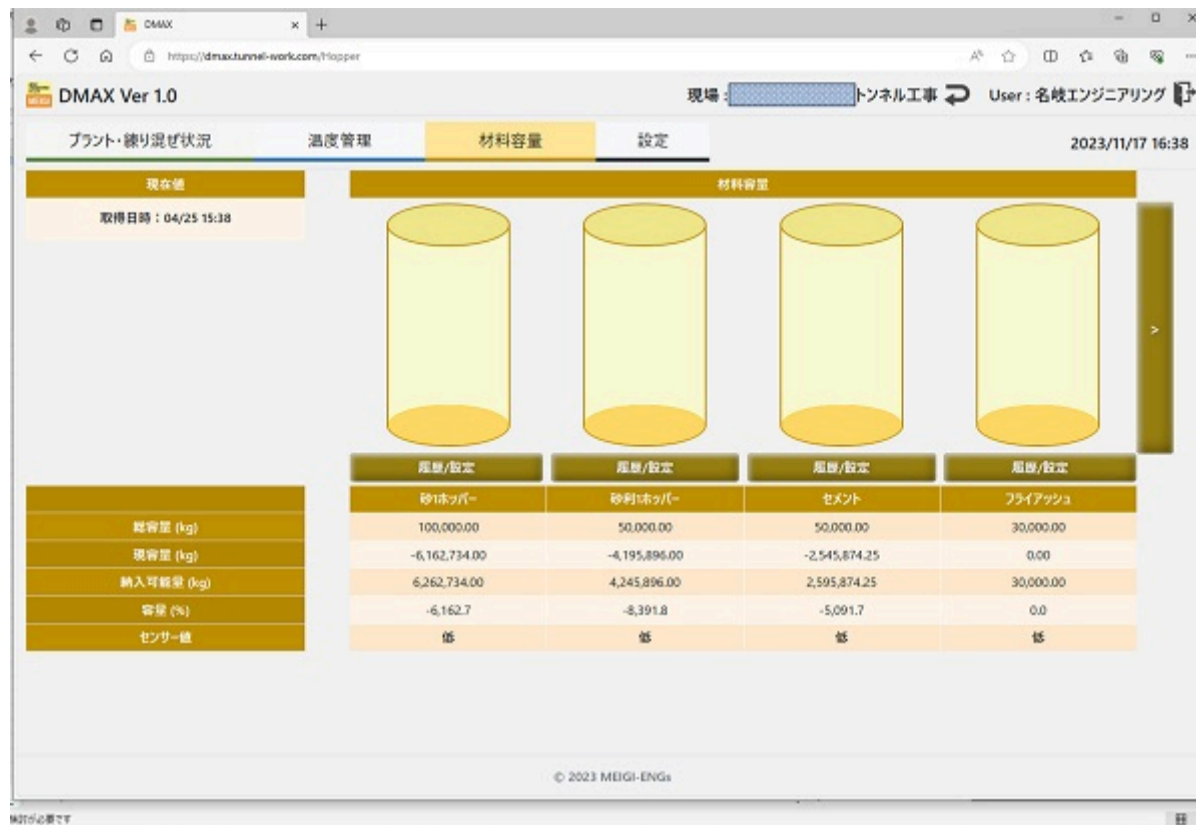 DMAX
https://dmax.tunnel-work.com/Hopper
MEIGI
DMAX Ver 1.0
現場 : トンネル工事 User : 名岐エンジニアリング
プラント・練り混ぜ状況 温度管理 材料容量 設定 2023/11/17 16:38
現在値 材料容量
取得日時：04/25 15:38
>
履歴/設定 履歴/設定 履歴/設定 履歴/設定
砂1ホッパー 砂利1ホッパー セメント フライアッシュ
総容量 (kg) 100,000.00 50,000.00 50,000.00 30,000.00
現容量 (kg) -6,162,734.00 -4,195,896.00 -2,545,874.25 0.00
納入可能量 (kg) 6,262,734.00 4,245,896.00 2,595,874.25 30,000.00
容量 (%) -6,162.7 -8,391.8 -5,091.7 0.0
センサー値 低 低 低 低
© 2023 MEIGI-ENGs
検討が必要です